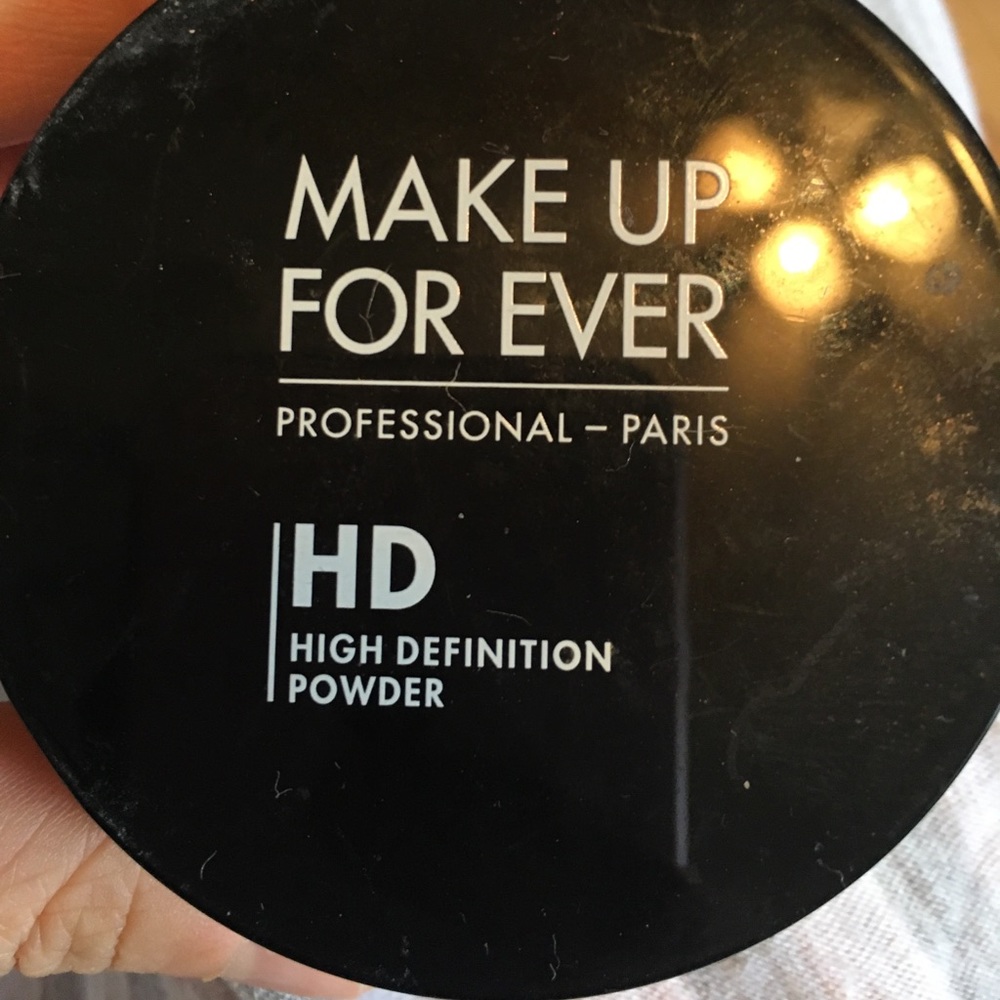 MAKE UP
FOR EVER
PROFESSIONAL – PARIS
HD
HIGH DEFINITION
POWDER